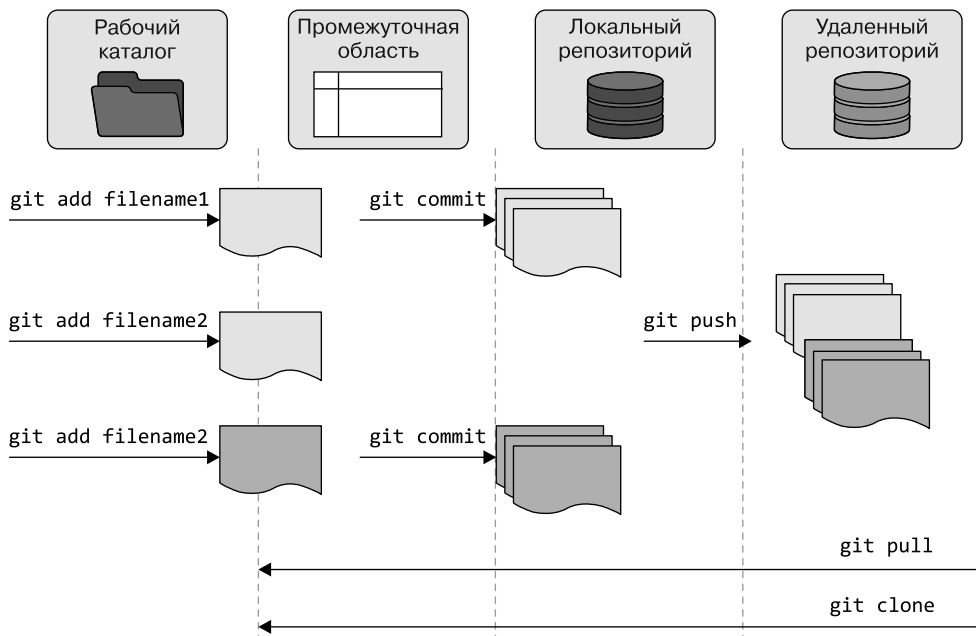 Рабочий
каталог
Промежуточная
область
Локальный
репозиторий
Удаленный
репозиторий
git add filename1
git commit
git add filename2
git push
git add filename2
git commit
git pull
git clone